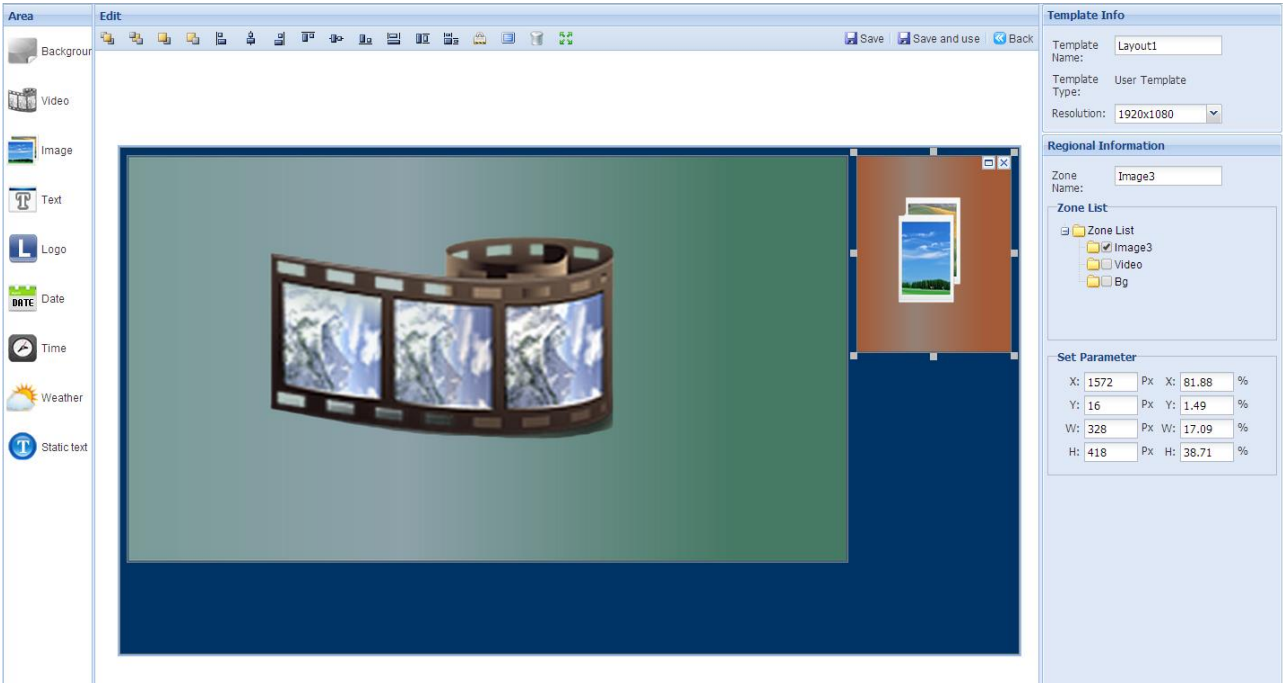 Area
Backgroun
Video
Image
Text
L Logo
DATE Date
Time
Weather
T Static text
Edit
Save Save and use Back
Template Info
Template Name: Layout1
Template Type: User Template
Resolution: 1920x1080
Regional Information
Zone Name: Image3
Zone List
Zone List
Image3
Video
Bg
Set Parameter
X: 1572 Px X: 81.88 %
Y: 16 Px Y: 1.49 %
W: 328 Px W: 17.09 %
H: 418 Px H: 38.71 %